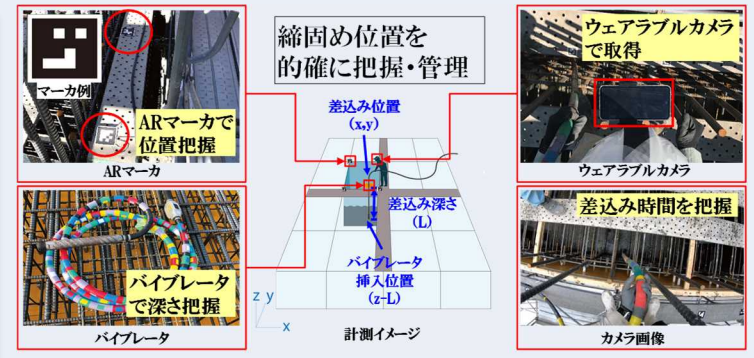 締固め位置を
的確に把握・管理
マーカ例
ARマーカで
位置把握
ARマーカ
バイブレータ
で深さ把握
バイブレータ
差込み位置
(x,y)
差込み深さ
(L)
バイブレータ
挿入位置
(z-L)
z
y
x
計測イメージ
ウェアラブルカメラ
で取得
ウェアラブルカメラ
差込み時間を把握
カメラ画像